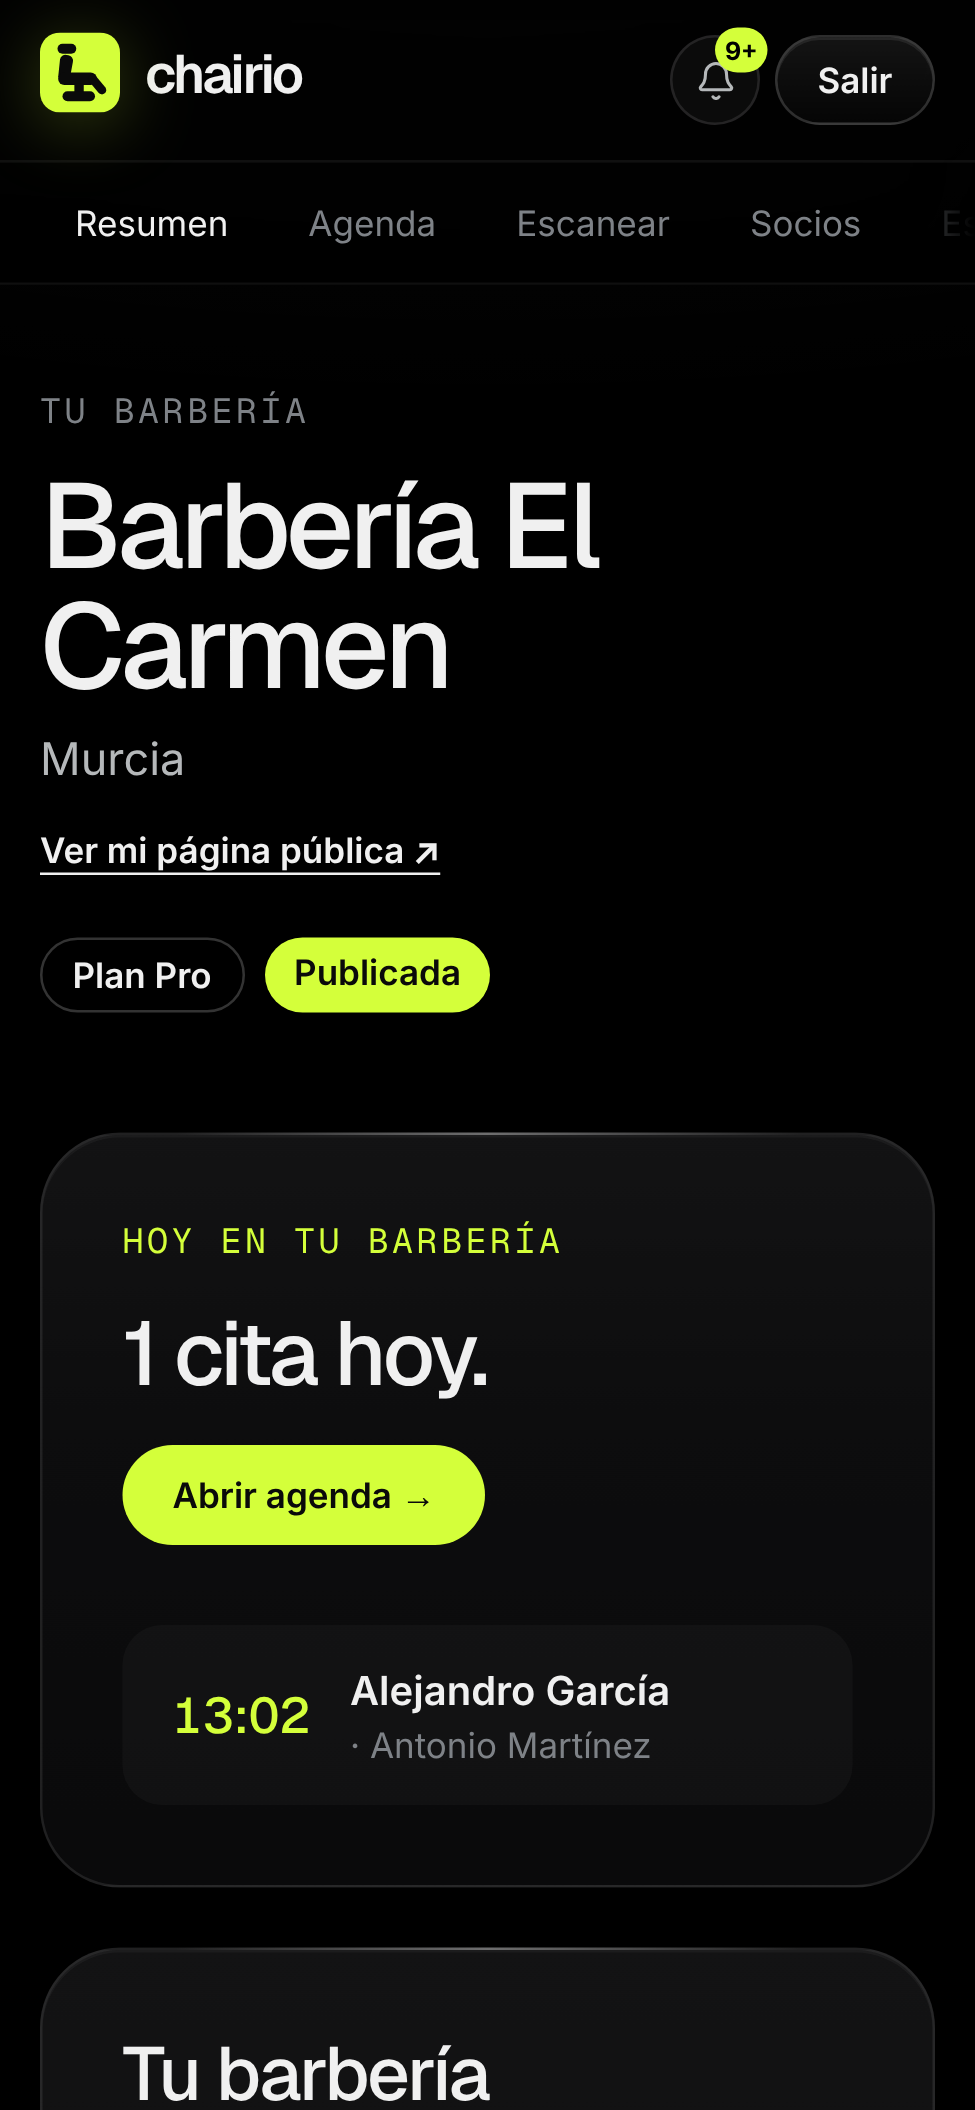 chairio
9+
Salir
Resumen Agenda Escanear Socios
TU BARBERÍA
Barbería El
Carmen
Murcia
Ver mi página pública ↗
Plan Pro
Publicada
HOY EN TU BARBERÍA
1 cita hoy.
Abrir agenda →
13:02
Alejandro García
· Antonio Martínez
Tu barbería